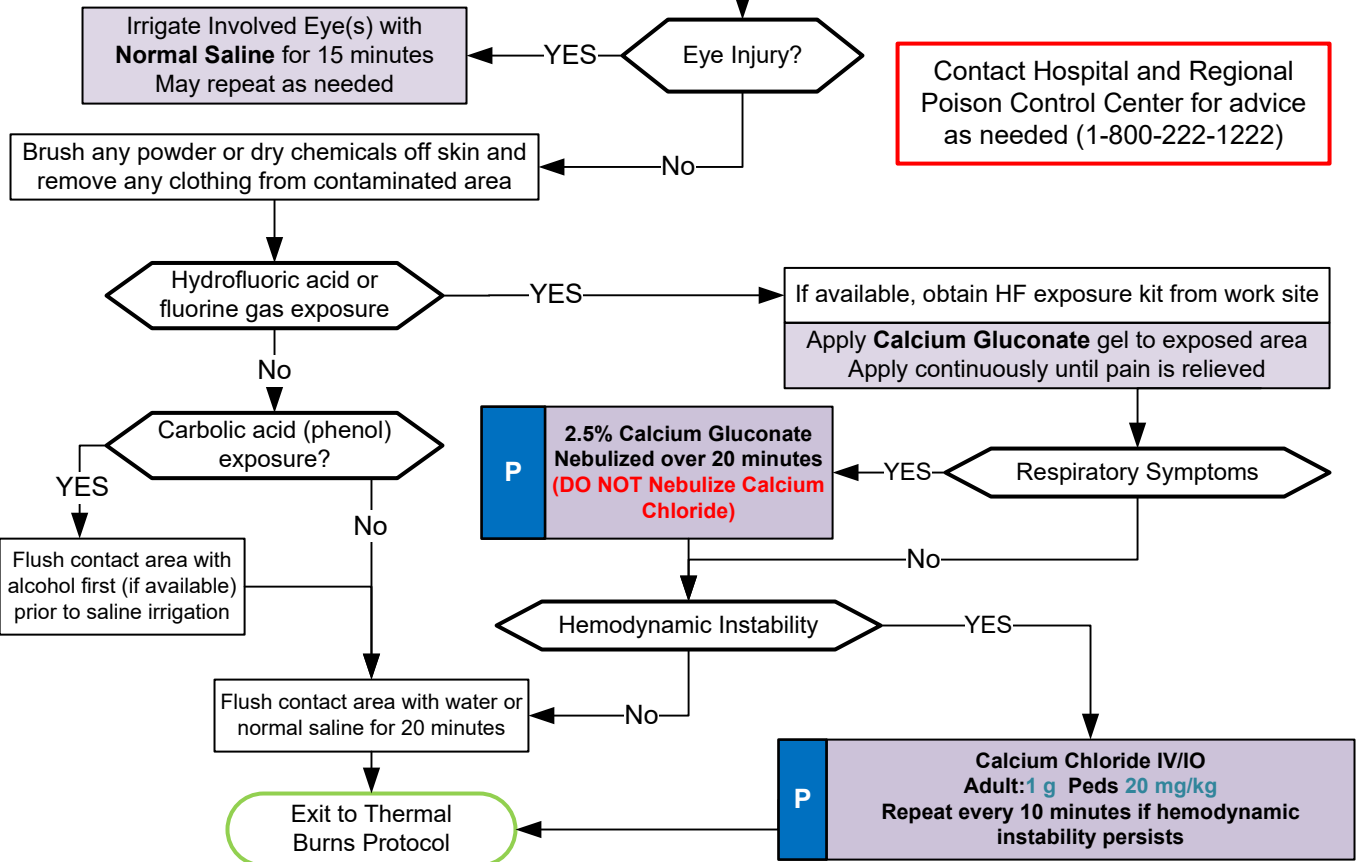 Irrigate Involved Eye(s) with
Normal Saline for 15 minutes
May repeat as needed
YES
Eye Injury?
Contact Hospital and Regional
Poison Control Center for advice
as needed (1-800-222-1222)
No
Brush any powder or dry chemicals off skin and
remove any clothing from contaminated area
Hydrofluoric acid or
fluorine gas exposure
YES
If available, obtain HF exposure kit from work site
Apply Calcium Gluconate gel to exposed area
Apply continuously until pain is relieved
No
Carbolic acid (phenol)
exposure?
P
2.5% Calcium Gluconate
Nebulized over 20 minutes
(DO NOT Nebulize Calcium
Chloride)
YES
Respiratory Symptoms
YES
No
No
Flush contact area with
alcohol first (if available)
prior to saline irrigation
Hemodynamic Instability
YES
Flush contact area with water or
normal saline for 20 minutes
No
P
Calcium Chloride IV/IO
Adult:1 g Peds 20 mg/kg
Repeat every 10 minutes if hemodynamic
instability persists
Exit to Thermal
Burns Protocol